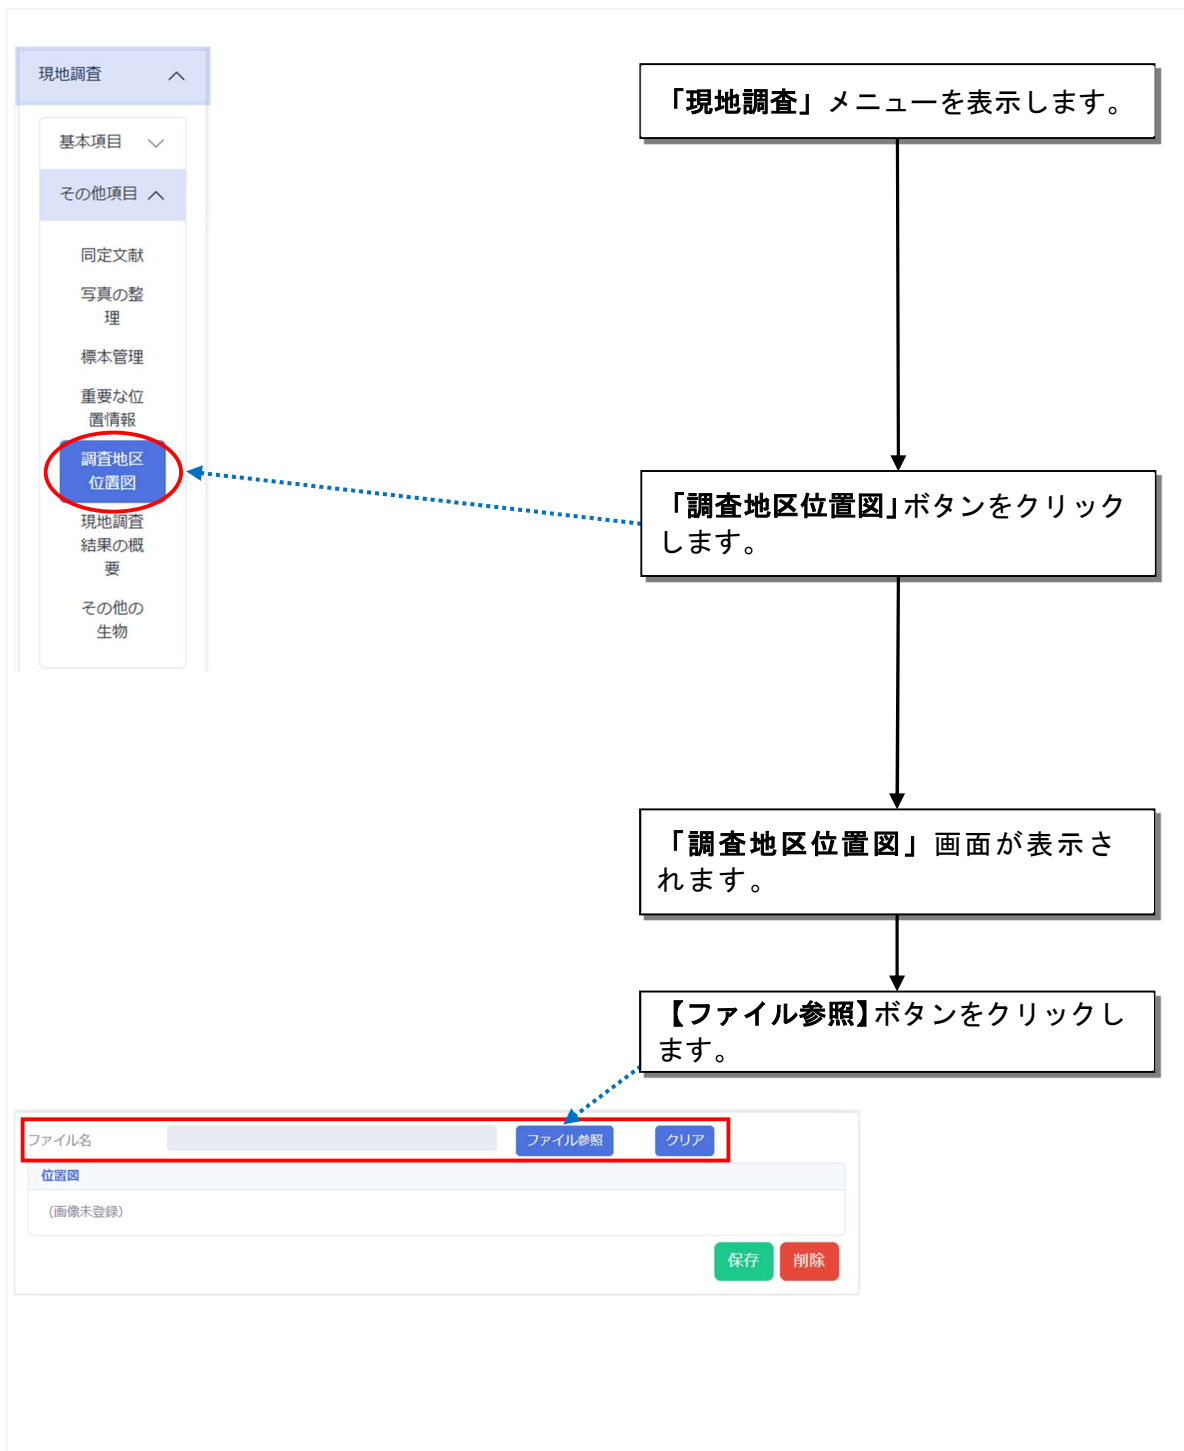 現地調査
基本項目
その他項目
同定文献
写真の整
理
標本管理
重要な位
置情報
調査地区
位置図
現地調査
結果の概
要
その他の
生物
「現地調査」メニューを表示します。
「調査地区位置図」ボタンをクリック
します。
「調査地区位置図」画面が表示さ
れます。
【ファイル参照】ボタンをクリックし
ます。
ファイル名
ファイル参照
クリア
位置図
（画像未登録）
保存
削除